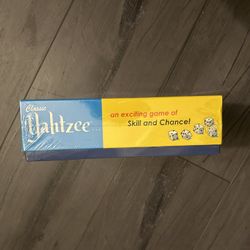 Classic
Yahtzee
an exciting game of
Skill and Chance!